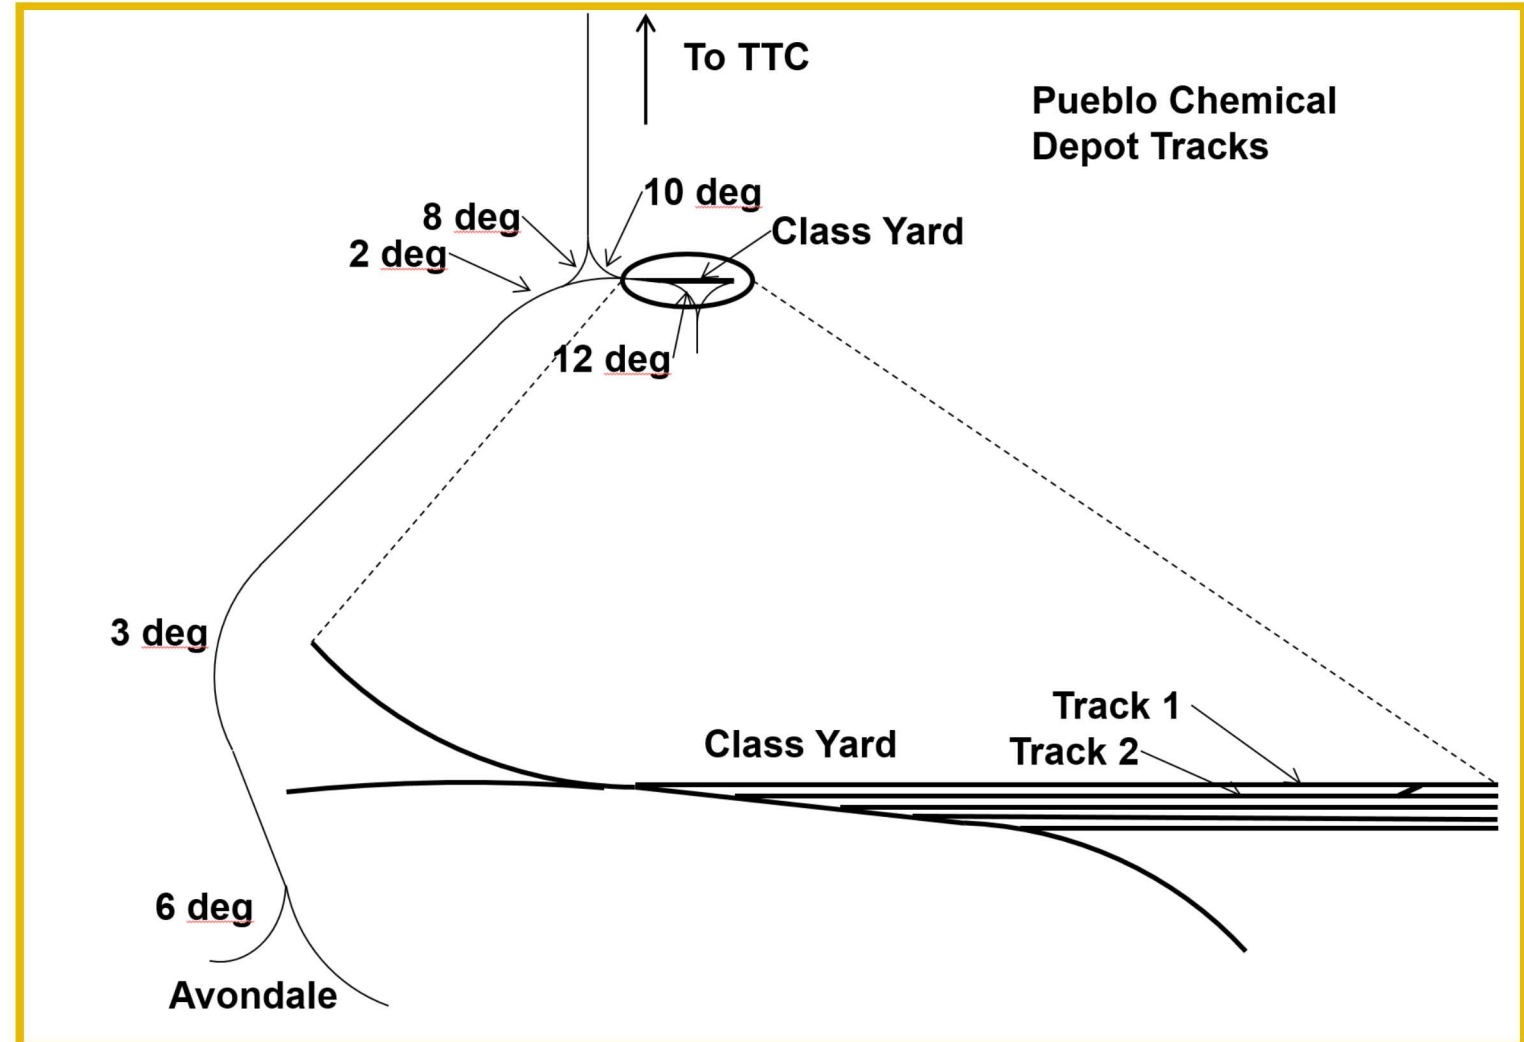 To TTC
Pueblo Chemical
Depot Tracks
10 deg
8 deg
Class Yard
2 deg
12 deg
3 deg
Track 1
Class Yard
Track 2
6 deg
Avondale